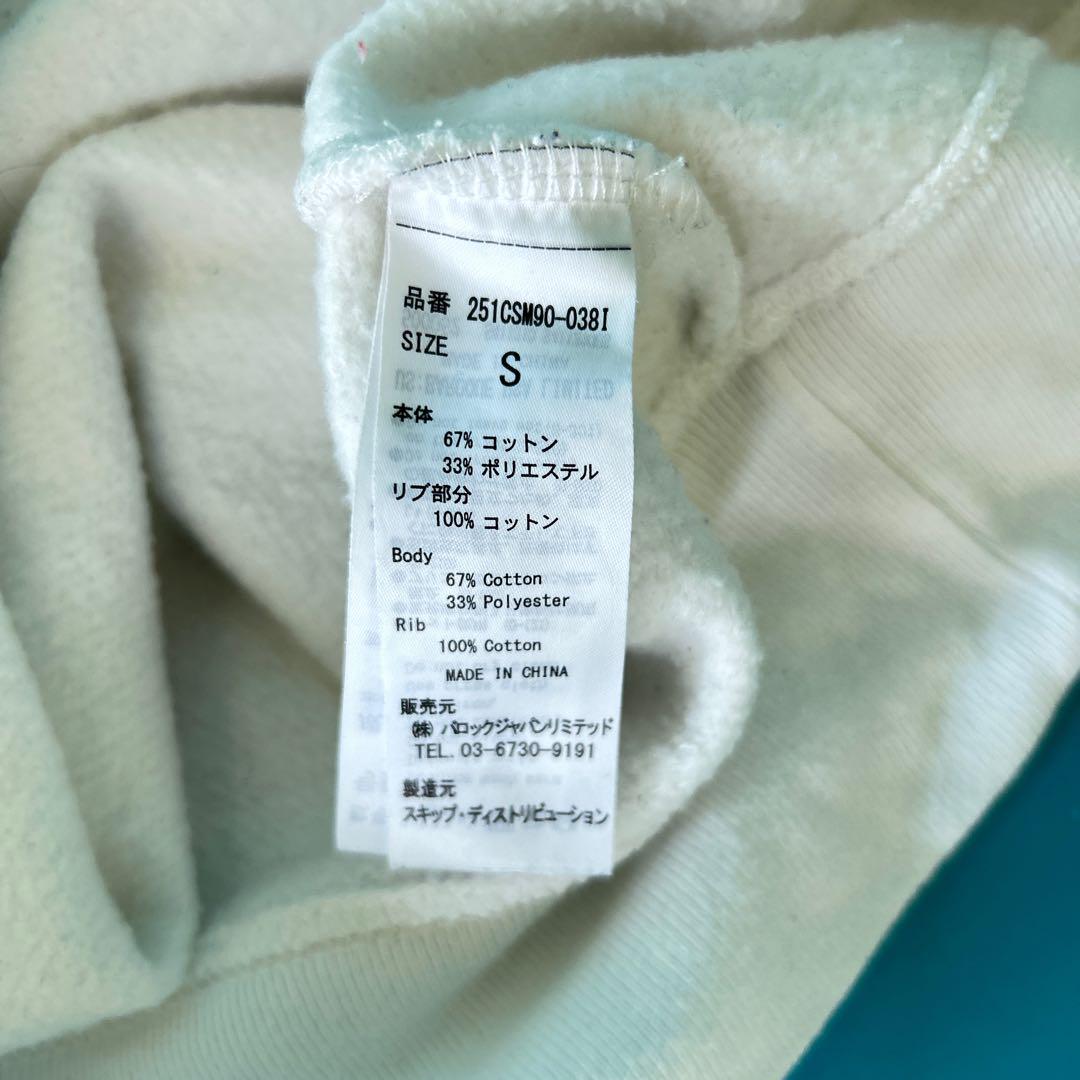 品番 251CSM90-038I
SIZE S
本体
67% コットン
33% ポリエステル
リブ部分
100% コットン
Body
67% Cotton
33% Polyester
Rib
100% Cotton
MADE IN CHINA
販売元
㈱ バロックジャパンリミテッド
TEL. 03-6730-9191
製造元
スキップ・ディストリビューション